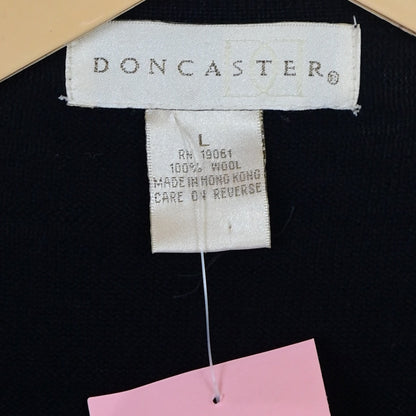 DONCASTER®
L
RN 19061
100% WOOL
MADE IN HONG KONG
CARE ON REVERSE